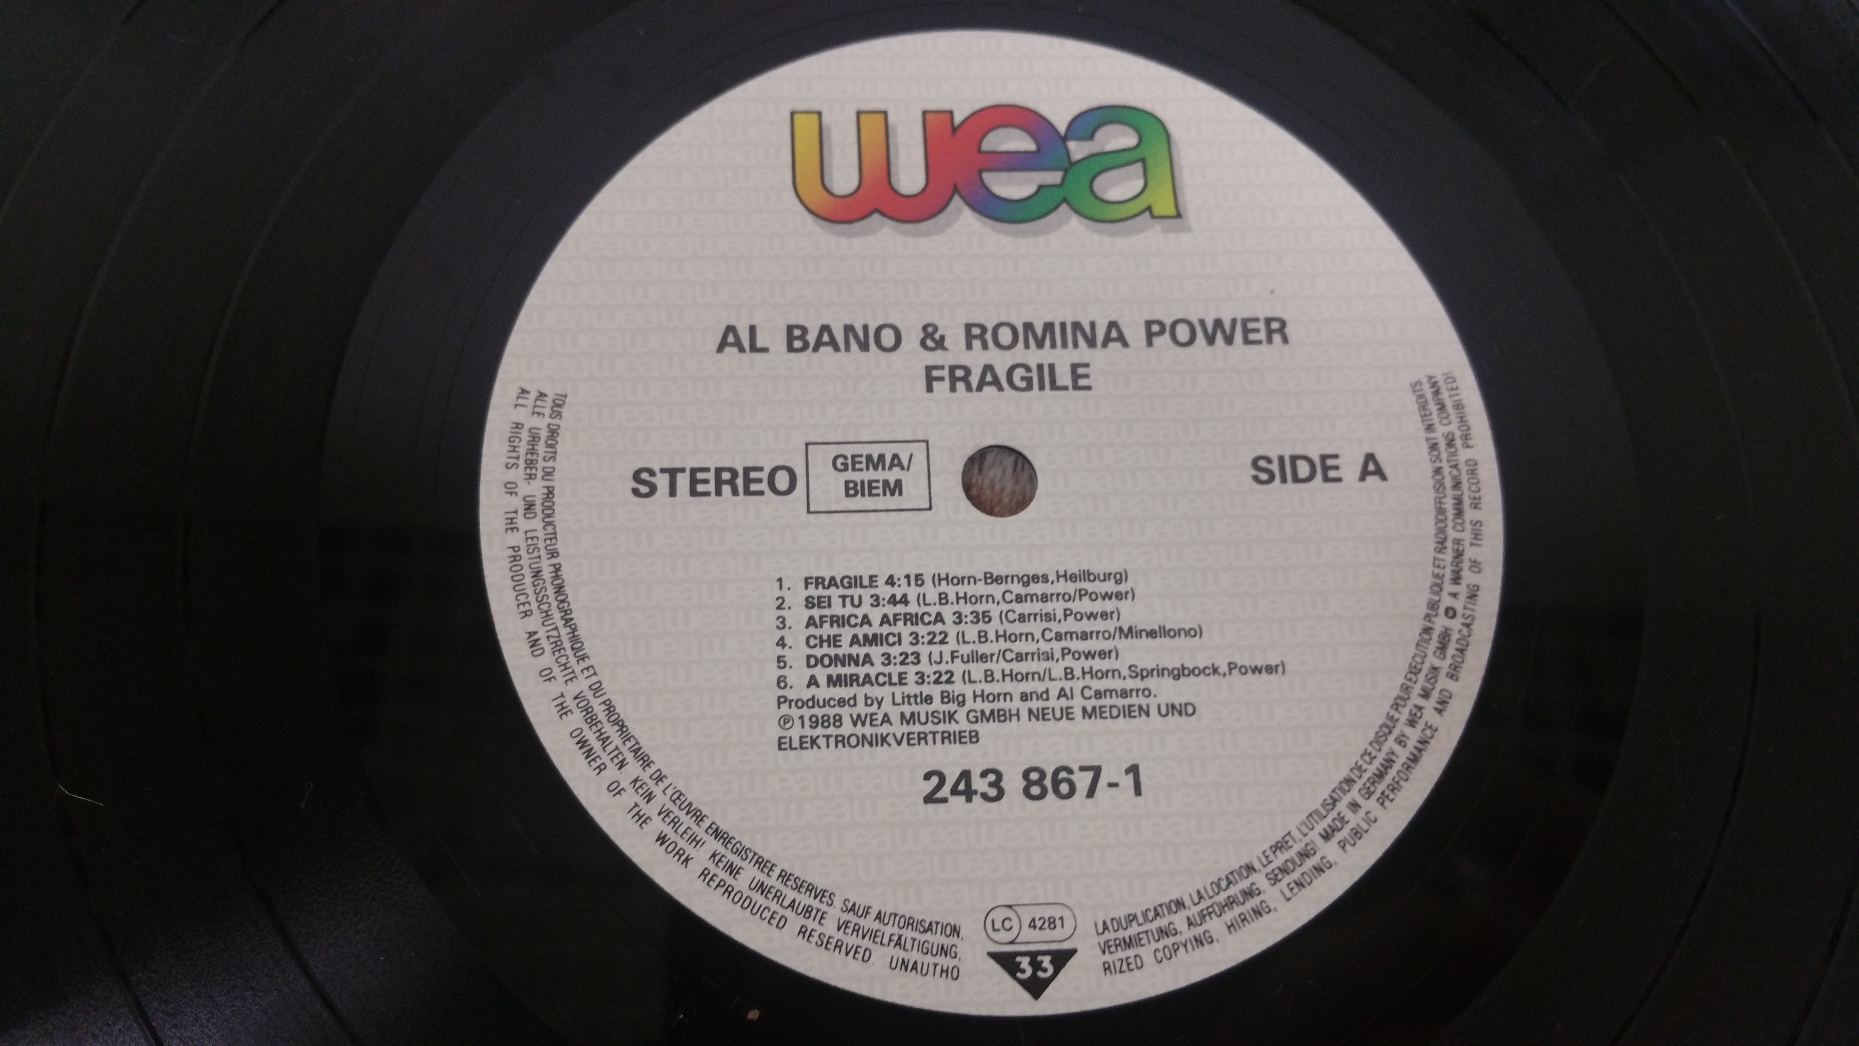 wea
AL BANO & ROMINA POWER
FRAGILE
STEREO
GEMA/
BIEM
SIDE A
1. FRAGILE 4:15 (Horn-Bernges,Heilburg)
2. SEI TU 3:44 (L.B.Horn,Camarro/Power)
3. AFRICA AFRICA 3:35 (Carrisi,Power)
4. CHE AMICI 3:22 (L.B.Horn,Camarro/Minellono)
5. DONNA 3:23 (J.Fuller/Carrisi,Power)
6. A MIRACLE 3:22 (L.B.Horn/L.B.Horn,Springbock,Power)
Produced by Little Big Horn and Al Camarro.
℗1988 WEA MUSIK GMBH NEUE MEDIEN UND
ELEKTRONIKVERTRIEB
243 867-1
LC 4281
33
TOUS DROITS DU PRODUCTEUR PHONOGRAPHIQUE ET DU PROPRIETAIRE DE L'ŒUVRE ENREGISTREE RESERVES. SAUF AUTORISATION, LA DUPLICATION, LA LOCATION, LE PRET, L'UTILISATION DE CE DISQUE POUR EXECUTION PUBLIQUE ET RADIODIFFUSION SONT INTERDITS
ALLE URHEBER- UND LEISTUNGSSCHUTZRECHTE VORBEHALTEN. KEIN VERLEIH! KEINE UNERLAUBTE VERVIELFÄLTIGUNG, VERMIETUNG, AUFFÜHRUNG, SENDUNG! MADE IN GERMANY BY WEA MUSIK GMBH A WARNER COMMUNICATIONS COMPANY
ALL RIGHTS OF THE PRODUCER AND OF THE OWNER OF THE WORK REPRODUCED RESERVED. UNAUTHORIZED COPYING, HIRING, LENDING, PUBLIC PERFORMANCE AND BROADCASTING OF THIS RECORD PROHIBITED!